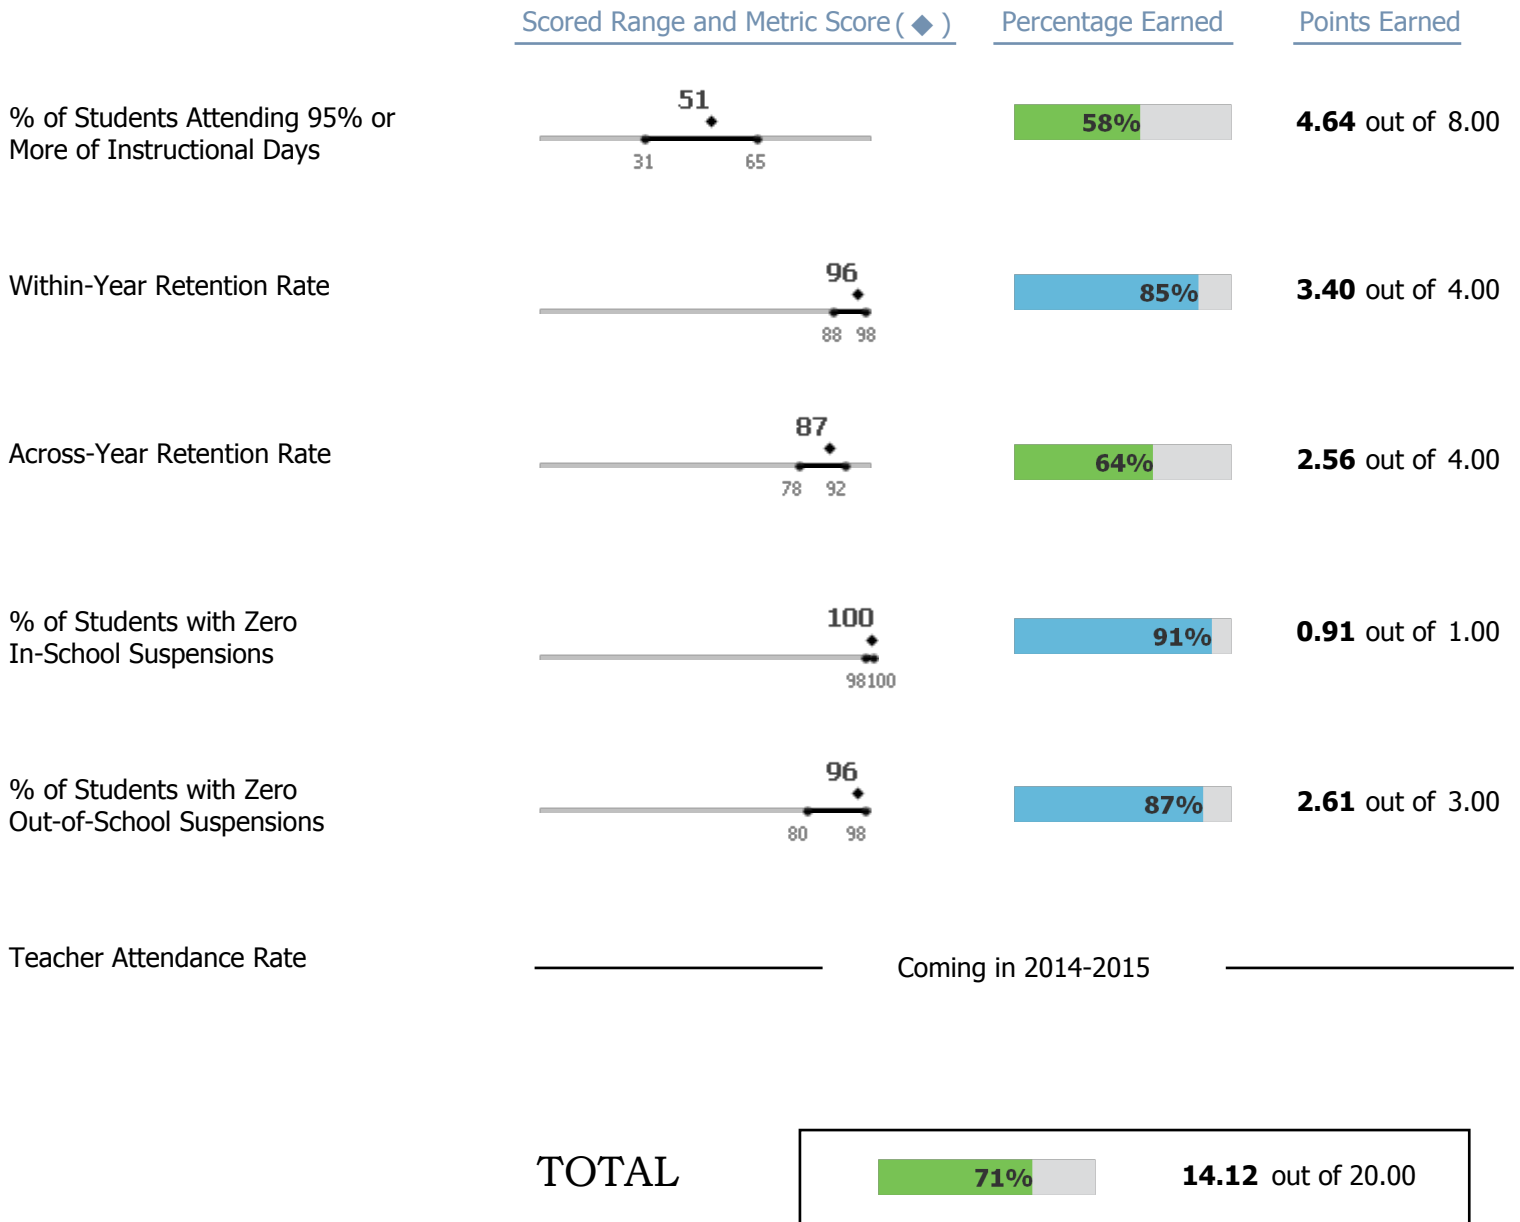 Scored Range and Metric Score ( ◆ ) Percentage Earned Points Earned
% of Students Attending 95% or
More of Instructional Days
51
31 65
58%
4.64 out of 8.00
Within-Year Retention Rate
96
88 98
85%
3.40 out of 4.00
Across-Year Retention Rate
87
78 92
64%
2.56 out of 4.00
% of Students with Zero
In-School Suspensions
100
98 100
91%
0.91 out of 1.00
% of Students with Zero
Out-of-School Suspensions
96
80 98
87%
2.61 out of 3.00
Teacher Attendance Rate
Coming in 2014-2015
TOTAL
71%
14.12 out of 20.00